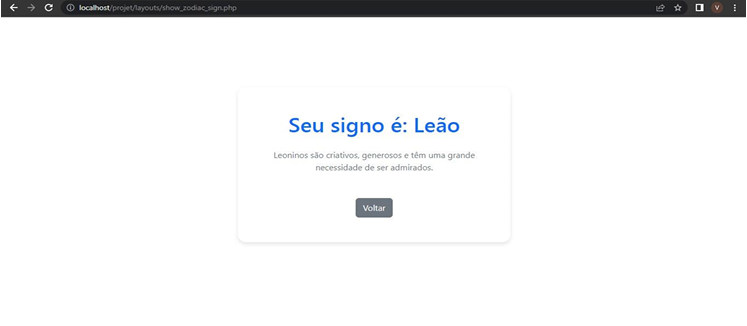 localhost/projet/layouts/show_zodiac_sign.php
V
Seu signo é: Leão
Leoninos são criativos, generosos e têm uma grande
necessidade de ser admirados.
Voltar